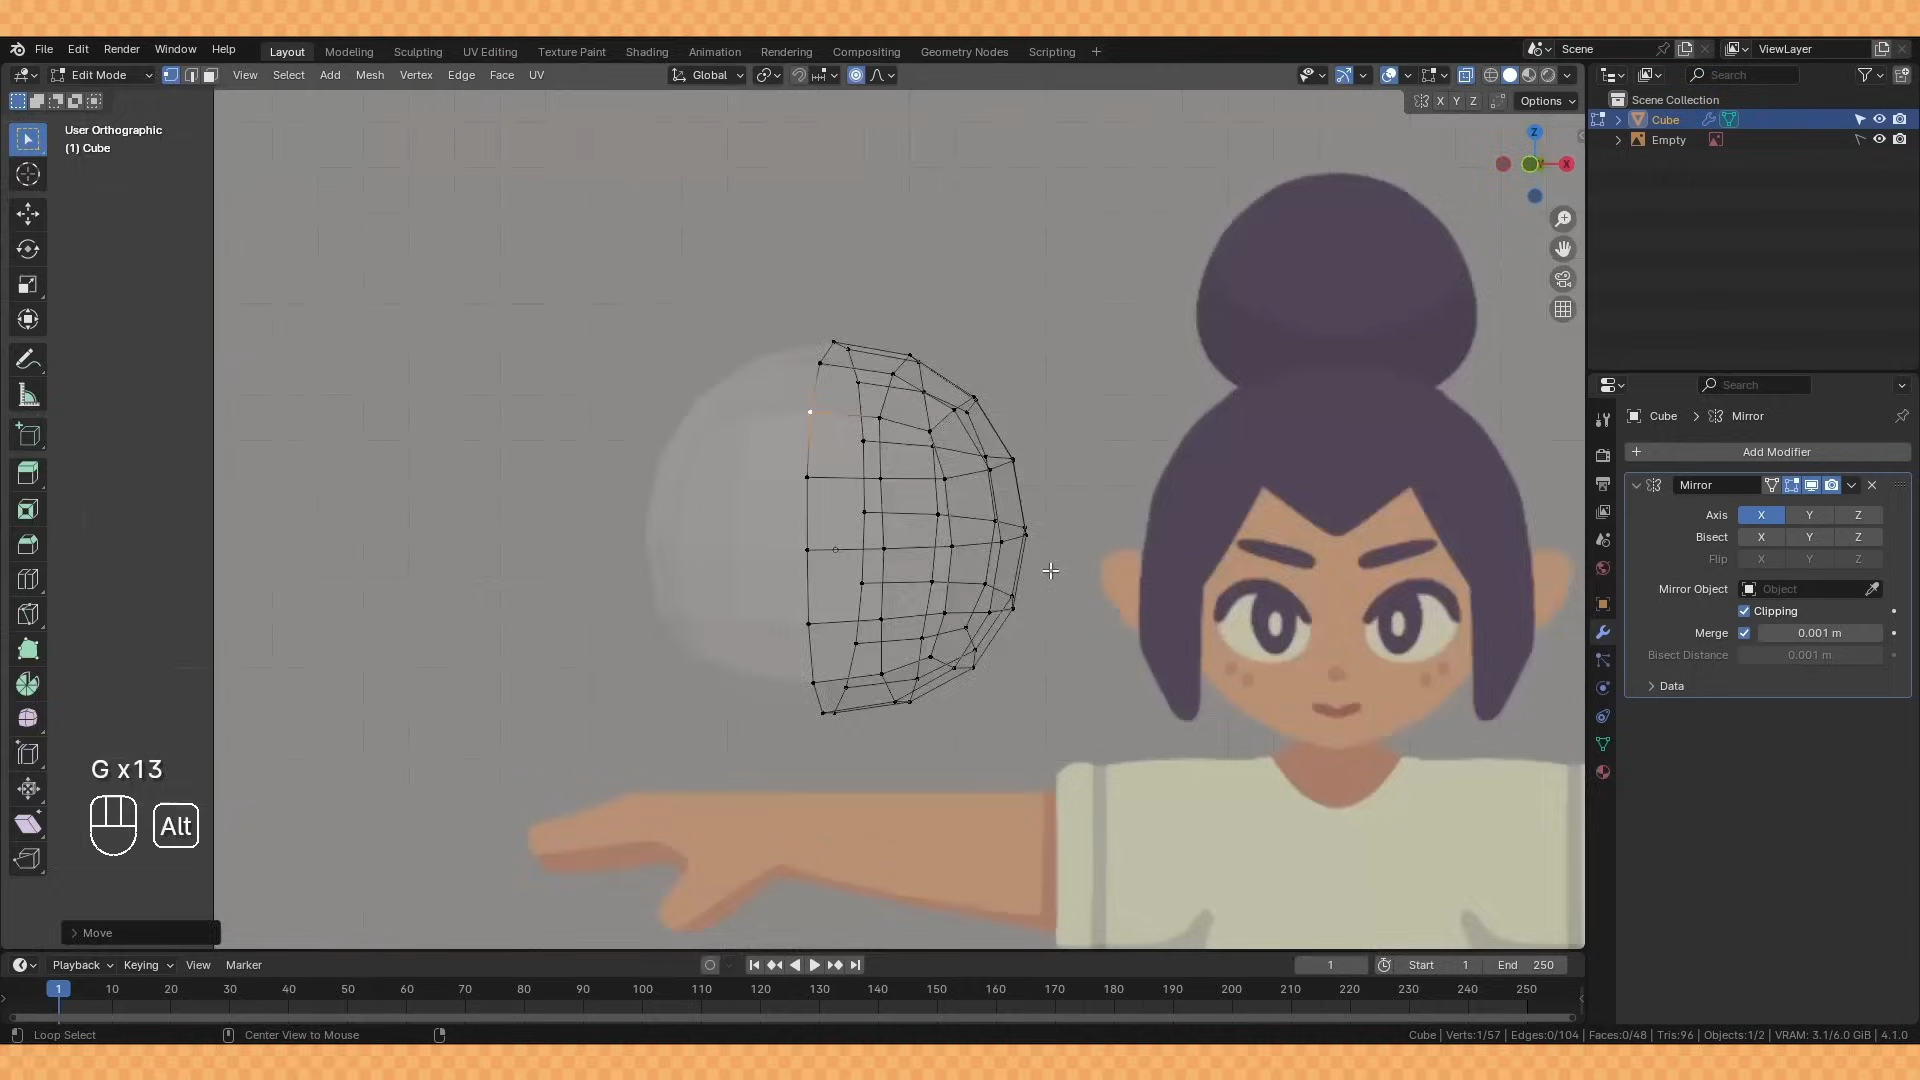 File Edit Render Window Help Layout Modeling Sculpting UV Editing Texture Paint Shading Animation Rendering Compositing Geometry Nodes Scripting + Scene ViewLayer
Edit Mode View Select Add Mesh Vertex Edge Face UV Global Search
X Y Z Options Scene Collection
User Orthographic
(1) Cube
Cube
Z
Empty
X
Search
Cube > Mirror
Add Modifier
Mirror
Axis X Y Z
Bisect X Y Z
Flip X Y Z
Mirror Object Object
Clipping
Merge 0.001 m
Bisect Distance 0.001 m
Data
G x13
Alt
Move
Playback Keying View Marker 1 Start 1 End 250
1 10 20 30 40 50 60 70 80 90 100 110 120 130 140 150 160 170 180 190 200 210 220 230 240 250
Loop Select Center View to Mouse Cube | Verts:1/57 | Edges:0/104 | Faces:0/48 | Tris:96 | Objects:1/2 | VRAM: 3.1/6.0 GiB | 4.1.0